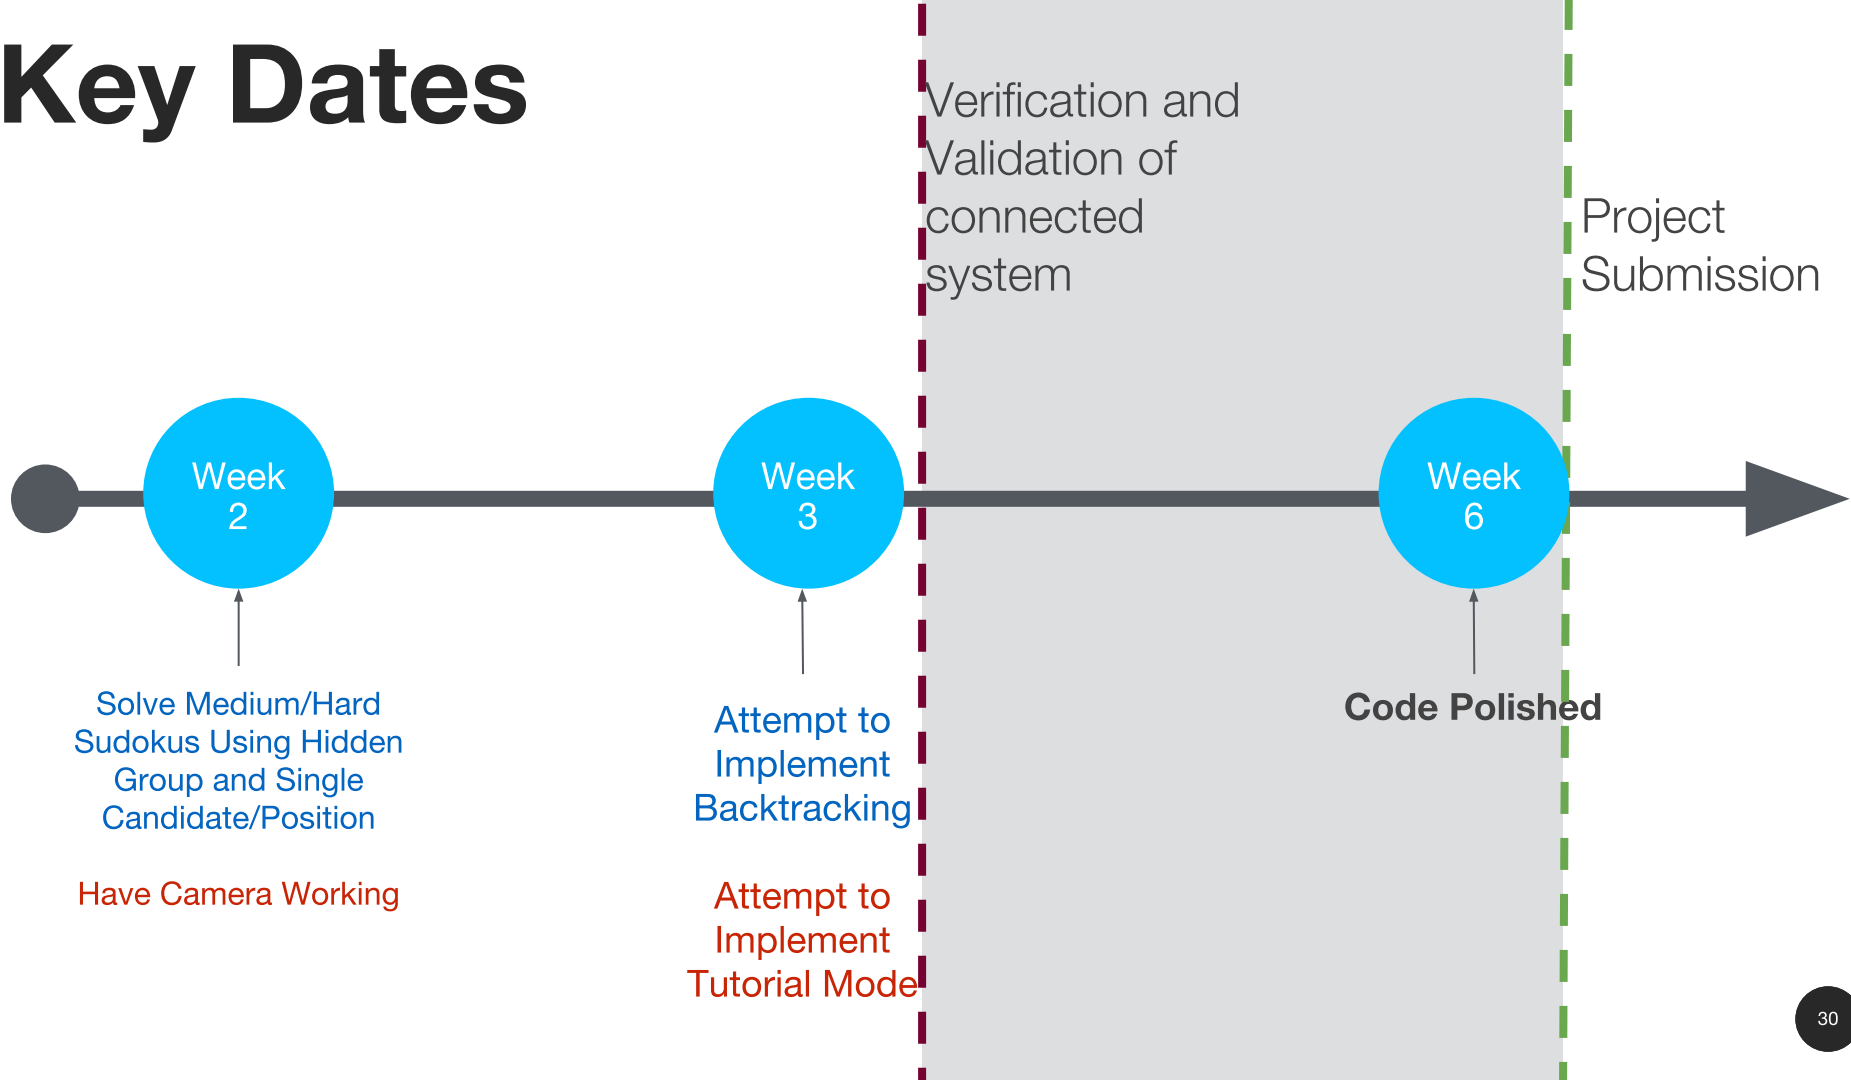 Key Dates
Verification and
Validation of
connected
system
Project
Submission
Week
2
Week
3
Week
6
Solve Medium/Hard
Sudokus Using Hidden
Group and Single
Candidate/Position
Have Camera Working
Attempt to
Implement
Backtracking
Attempt to
Implement
Tutorial Mode
Code Polished
30